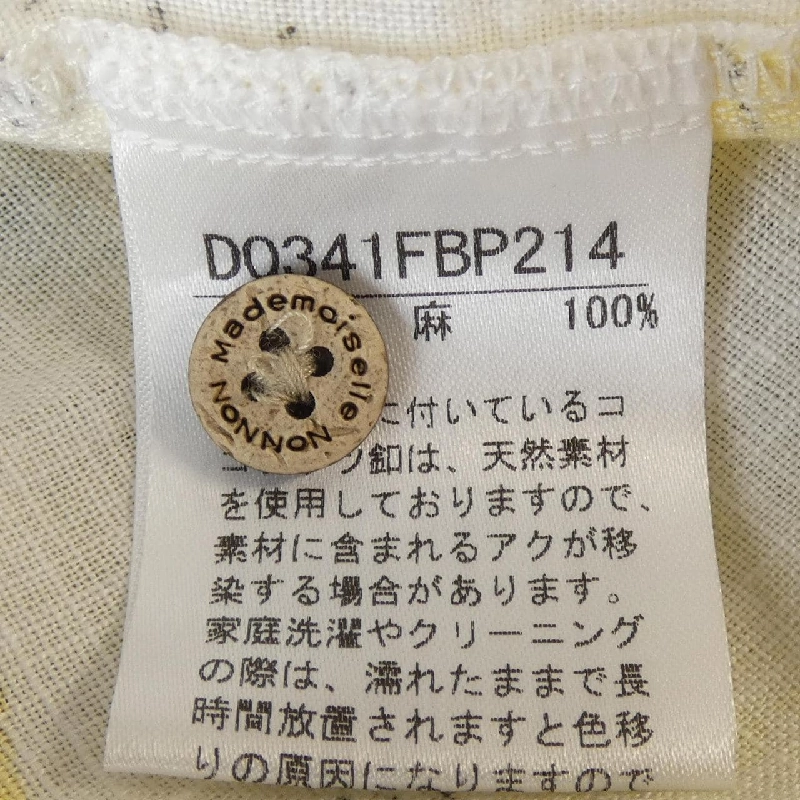 DO341FBP214
麻 100%
Mademoiselle NONNON
に付いているコ
ツ釦は、天然素材
を使用しておりますので、
素材に含まれるアクが移
染する場合があります。
家庭洗濯やクリーニング
の際は、濡れたままで長
時間放置されますと色移
りの原因になりますので